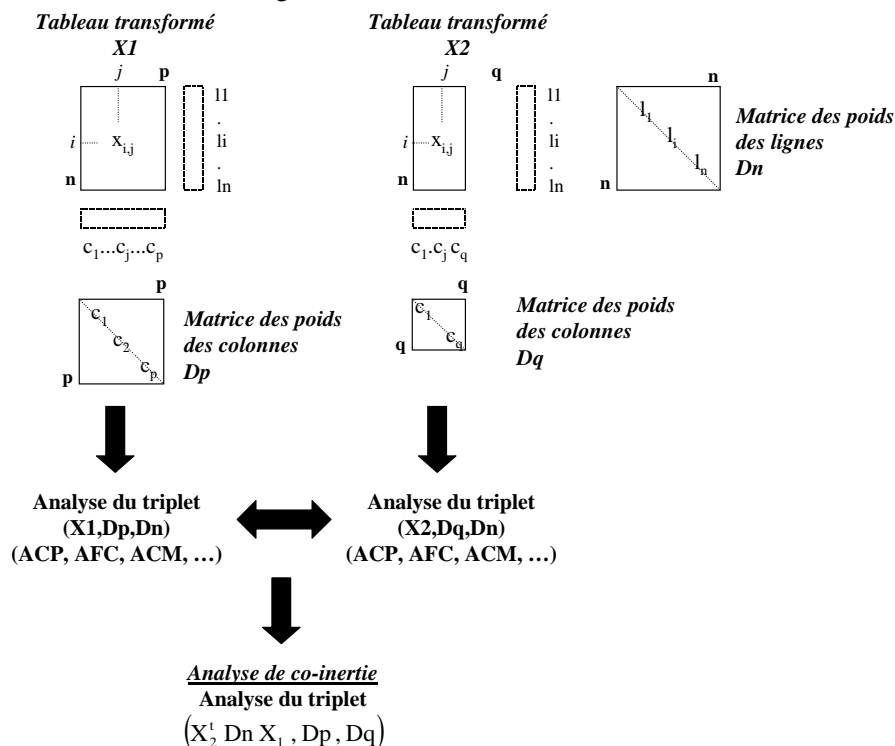 Tableau transformé
X1
j p
l1
.
i x i,j li
.
n ln
c1...cj...cp
p
c1
c2
cp
p
Matrice des poids
des colonnes
Dp
Tableau transformé
X2
j q
l1
.
i x i,j li
.
n ln
c1.cj cq
q
c1
cq
q
Matrice des poids
des colonnes
Dq
n
l1
li
ln
n
Matrice des poids
des lignes
Dn
Analyse du triplet
(X1,Dp,Dn)
(ACP, AFC, ACM, …)
Analyse du triplet
(X2,Dq,Dn)
(ACP, AFC, ACM, …)
Analyse de co-inertie
Analyse du triplet
(X2^t Dn X1 , Dp , Dq)